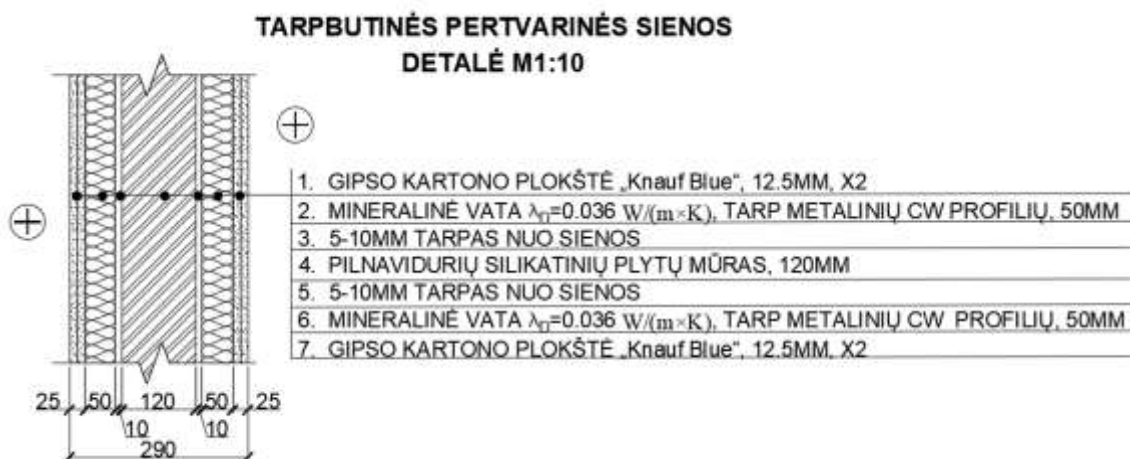 TARPBUTINĖS PERTVARINĖS SIENOS
DETALĖ M1:10
1. GIPSO KARTONO PLOKŠTĖ „Knauf Blue“, 12.5MM, X2
2. MINERALINĖ VATA λD=0.036 W/(m×K), TARP METALINIŲ CW PROFILIŲ, 50MM
3. 5-10MM TARPAS NUO SIENOS
4. PILNAVIDURIŲ SILIKATINIŲ PLYTŲ MŪRAS, 120MM
5. 5-10MM TARPAS NUO SIENOS
6. MINERALINĖ VATA λD=0.036 W/(m×K), TARP METALINIŲ CW PROFILIŲ, 50MM
7. GIPSO KARTONO PLOKŠTĖ „Knauf Blue“, 12.5MM, X2
25 50 120 50 25
10 10
290